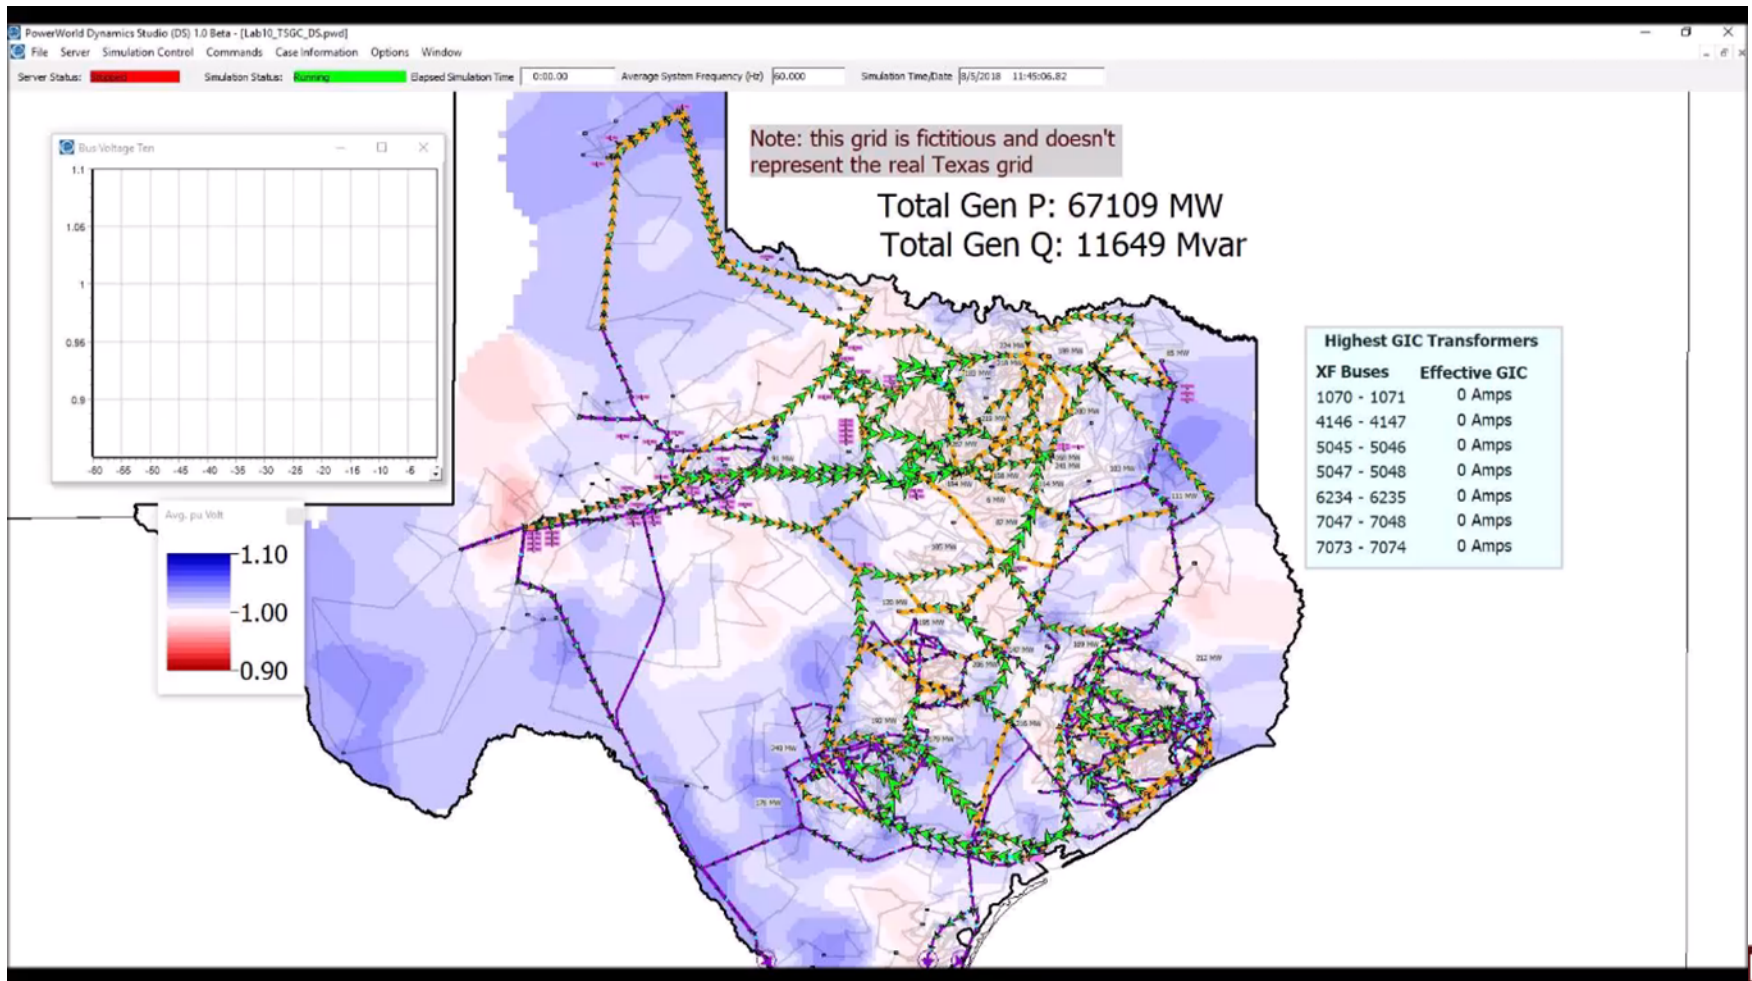 PowerWorld Dynamics Studio (DS) 1.0 Beta - [Lab10_TSGC_DS.pwd]
File Server Simulation Control Commands Case Information Options Window
Server Status: Stopped Simulation Status: Running Elapsed Simulation Time 0:00.00 Average System Frequency (Hz) 60.000 Simulation Time/Date 8/5/2018 11:45:06.82
Note: this grid is fictitious and doesn't
represent the real Texas grid
Total Gen P: 67109 MW
Total Gen Q: 11649 Mvar
Bus Voltage Ten
1.1
1.05
1
0.95
0.9
-60 -55 -50 -45 -40 -35 -30 -25 -20 -15 -10 -5
Avg. pu Volt
1.10
1.00
0.90
Highest GIC Transformers
XF Buses Effective GIC
1070 - 1071 0 Amps
4146 - 4147 0 Amps
5045 - 5046 0 Amps
5047 - 5048 0 Amps
6234 - 6235 0 Amps
7047 - 7048 0 Amps
7073 - 7074 0 Amps
91 MW
111 MW
212 MW